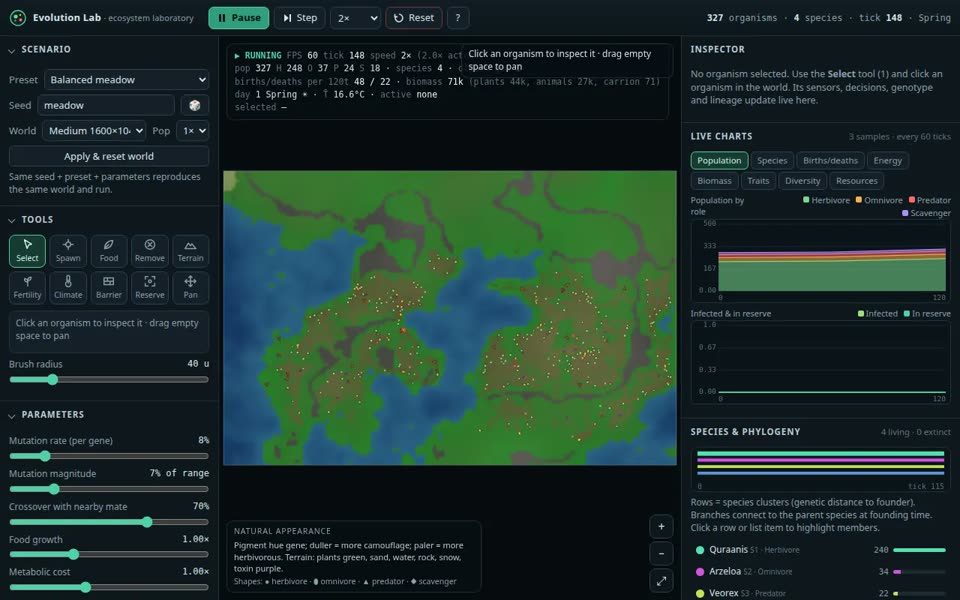 Evolution Lab · ecosystem laboratory
Pause
Step
2×
Reset
?
327 organisms · 4 species · tick 148 · Spring
SCENARIO
Preset
Balanced meadow
Seed
meadow
World
Medium 1600×10
Pop
1×
Apply & reset world
Same seed + preset + parameters reproduces
the same world and run.
TOOLS
Select
Spawn
Food
Remove
Terrain
Fertility
Climate
Barrier
Reserve
Pan
Click an organism to inspect it · drag empty
space to pan
Brush radius
40 u
PARAMETERS
Mutation rate (per gene)
8%
Mutation magnitude
7% of range
Crossover with nearby mate
70%
Food growth
1.00×
Metabolic cost
1.00×
▶ RUNNING FPS 60 tick 148 speed 2× (2.0× act
pop 327 H 248 O 37 P 24 S 18 · species 4 ·
births/deaths per 120t 48 / 22 · biomass 71k (plants 44k, animals 27k, carrion 71)
day 1 Spring ☀ · T̄ 16.6°C · active none
selected —
Click an organism to inspect it · drag empty
space to pan
NATURAL APPEARANCE
Pigment hue gene; duller = more camouflage; paler = more
herbivorous. Terrain: plants green, sand, water, rock, snow,
toxin purple.
Shapes: ● herbivore · ⬮ omnivore · ▲ predator · ◆ scavenger
+
−
INSPECTOR
No organism selected. Use the Select tool (1) and click an
organism in the world. Its sensors, decisions, genotype
and lineage update live here.
LIVE CHARTS
3 samples · every 60 ticks
Population
Species
Births/deaths
Energy
Biomass
Traits
Diversity
Resources
Population by
role
Herbivore
Omnivore
Predator
Scavenger
500
333
167
0.00
0
120
Infected & in reserve
Infected
In reserve
1.0
0.67
0.33
0.00
0
120
SPECIES & PHYLOGENY
4 living · 0 extinct
0
tick 115
Rows = species clusters (genetic distance to founder).
Branches connect to the parent species at founding time.
Click a row or list item to highlight members.
Quraanis S1 · Herbivore
240
Arzeloa S2 · Omnivore
34
Veorex S3 · Predator
22